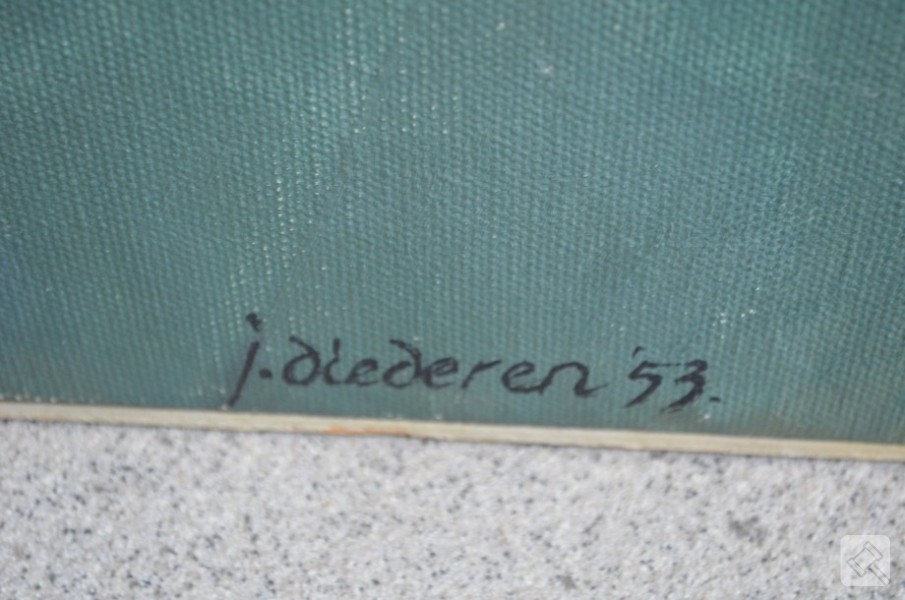 j. diederen '53.